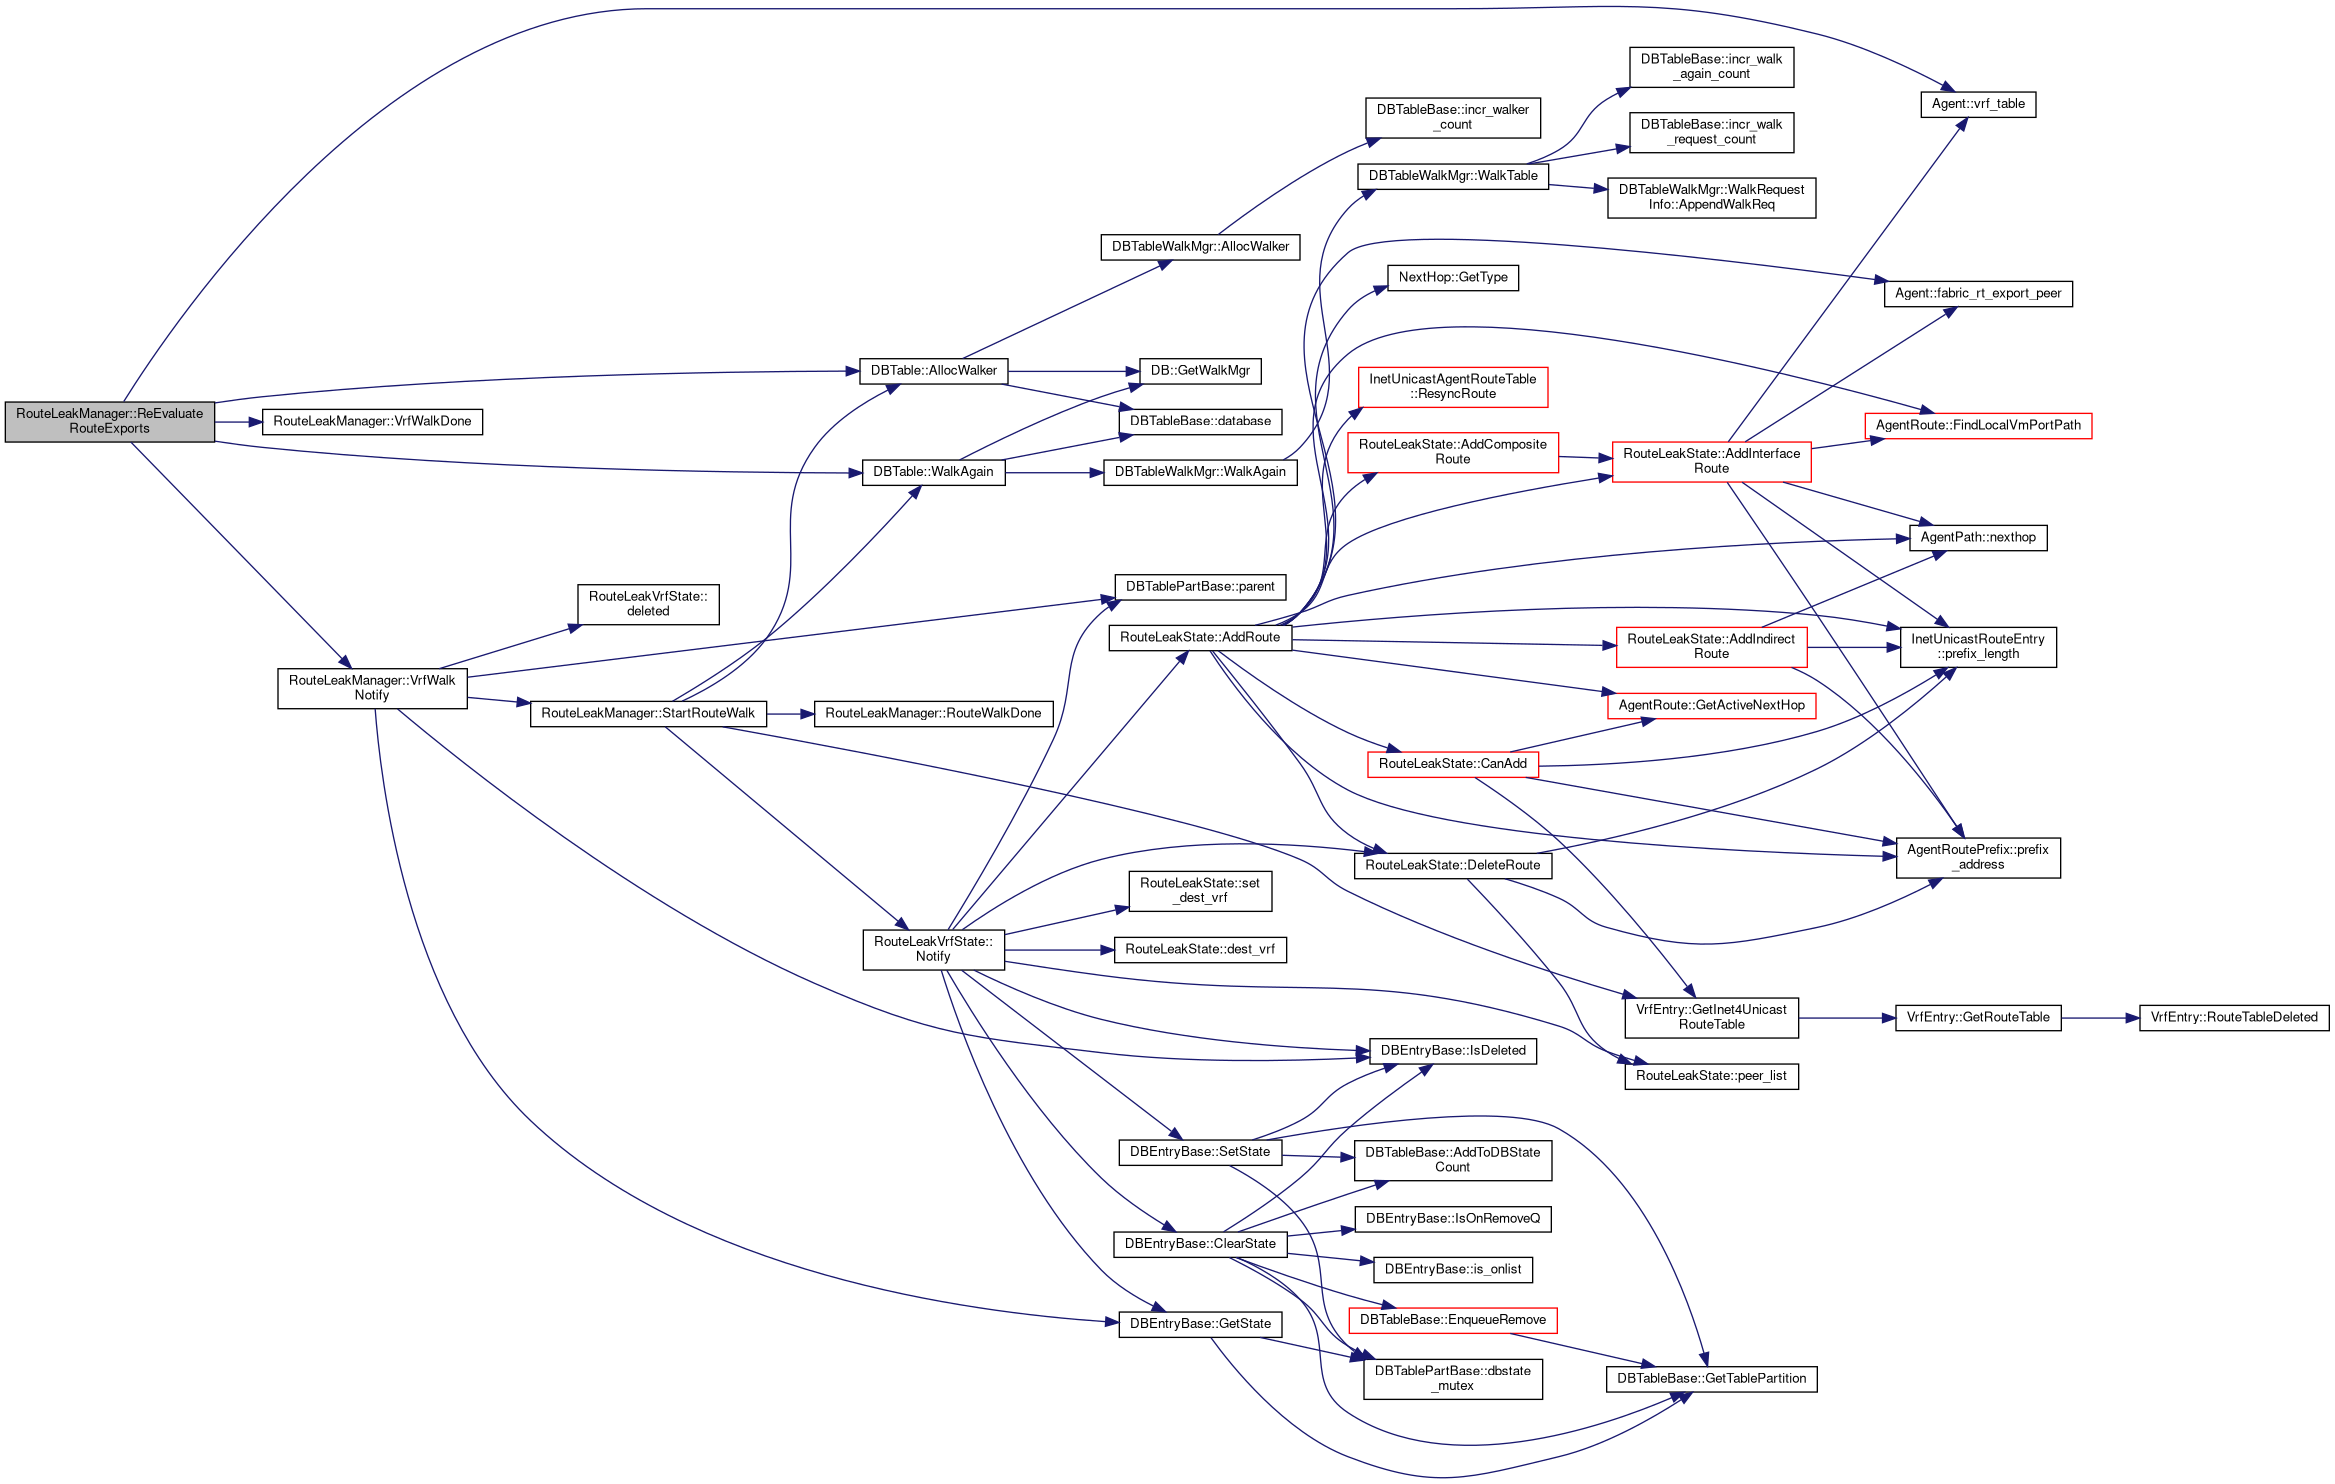 RouteLeakManager::ReEvaluate
RouteExports
RouteLeakManager::VrfWalkDone
RouteLeakManager::VrfWalk
Notify
RouteLeakVrfState::
deleted
RouteLeakManager::StartRouteWalk
DBTable::AllocWalker
DBTable::WalkAgain
RouteLeakManager::RouteWalkDone
RouteLeakVrfState::
Notify
DBTableWalkMgr::AllocWalker
DB::GetWalkMgr
DBTableBase::database
DBTableWalkMgr::WalkAgain
DBTablePartBase::parent
RouteLeakState::AddRoute
RouteLeakState::set
_dest_vrf
RouteLeakState::dest_vrf
DBEntryBase::SetState
DBEntryBase::ClearState
DBEntryBase::GetState
DBTableBase::incr_walker
_count
DBTableWalkMgr::WalkTable
NextHop::GetType
InetUnicastAgentRouteTable
::ResyncRoute
RouteLeakState::AddComposite
Route
RouteLeakState::CanAdd
RouteLeakState::DeleteRoute
DBEntryBase::IsDeleted
DBTableBase::AddToDBState
Count
DBEntryBase::IsOnRemoveQ
DBEntryBase::is_onlist
DBTableBase::EnqueueRemove
DBTablePartBase::dbstate
_mutex
DBTableBase::incr_walk
_again_count
DBTableBase::incr_walk
_request_count
DBTableWalkMgr::WalkRequest
Info::AppendWalkReq
RouteLeakState::AddInterface
Route
RouteLeakState::AddIndirect
Route
AgentRoute::GetActiveNextHop
VrfEntry::GetInet4Unicast
RouteTable
RouteLeakState::peer_list
DBTableBase::GetTablePartition
Agent::vrf_table
Agent::fabric_rt_export_peer
AgentRoute::FindLocalVmPortPath
AgentPath::nexthop
InetUnicastRouteEntry
::prefix_length
AgentRoutePrefix::prefix
_address
VrfEntry::GetRouteTable
VrfEntry::RouteTableDeleted